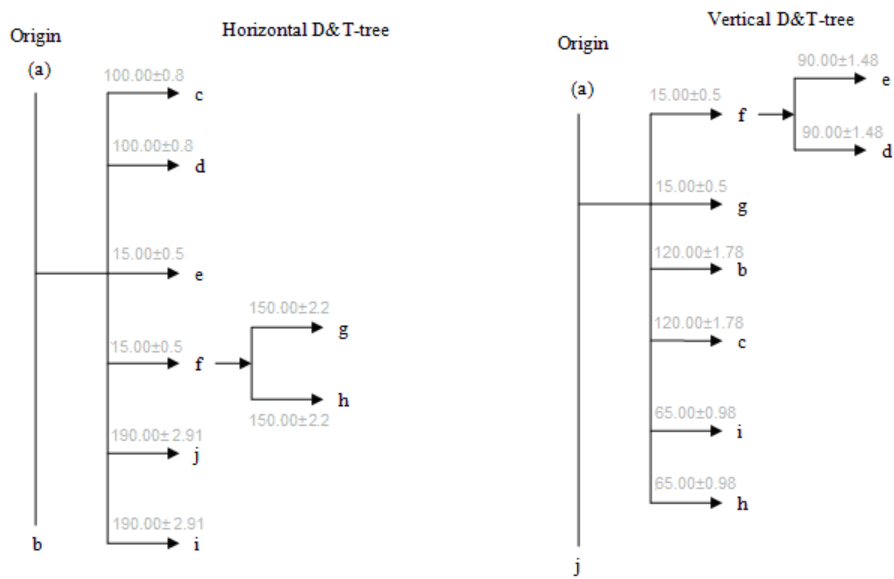 Horizontal D&T-tree
Origin
(a)
100.00±0.8
c
100.00±0.8
d
15.00±0.5
e
15.00±0.5
f
150.00±2.2
g
h
150.00±2.2
190.00±2.91
j
190.00±2.91
i
b
Vertical D&T-tree
Origin
(a)
15.00±0.5
f
90.00±1.48
e
90.00±1.48
d
15.00±0.5
g
120.00±1.78
b
120.00±1.78
c
65.00±0.98
i
65.00±0.98
h
j